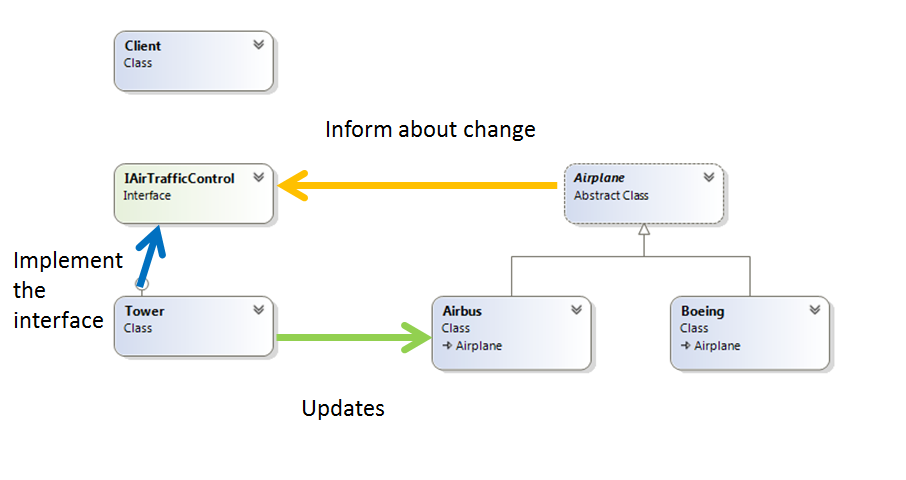 Client
Class
Inform about change
IAirTrafficControl
Interface
Airplane
Abstract Class
Implement
the
interface
Tower
Class
Airbus
Class
Airplane
Boeing
Class
Airplane
Updates